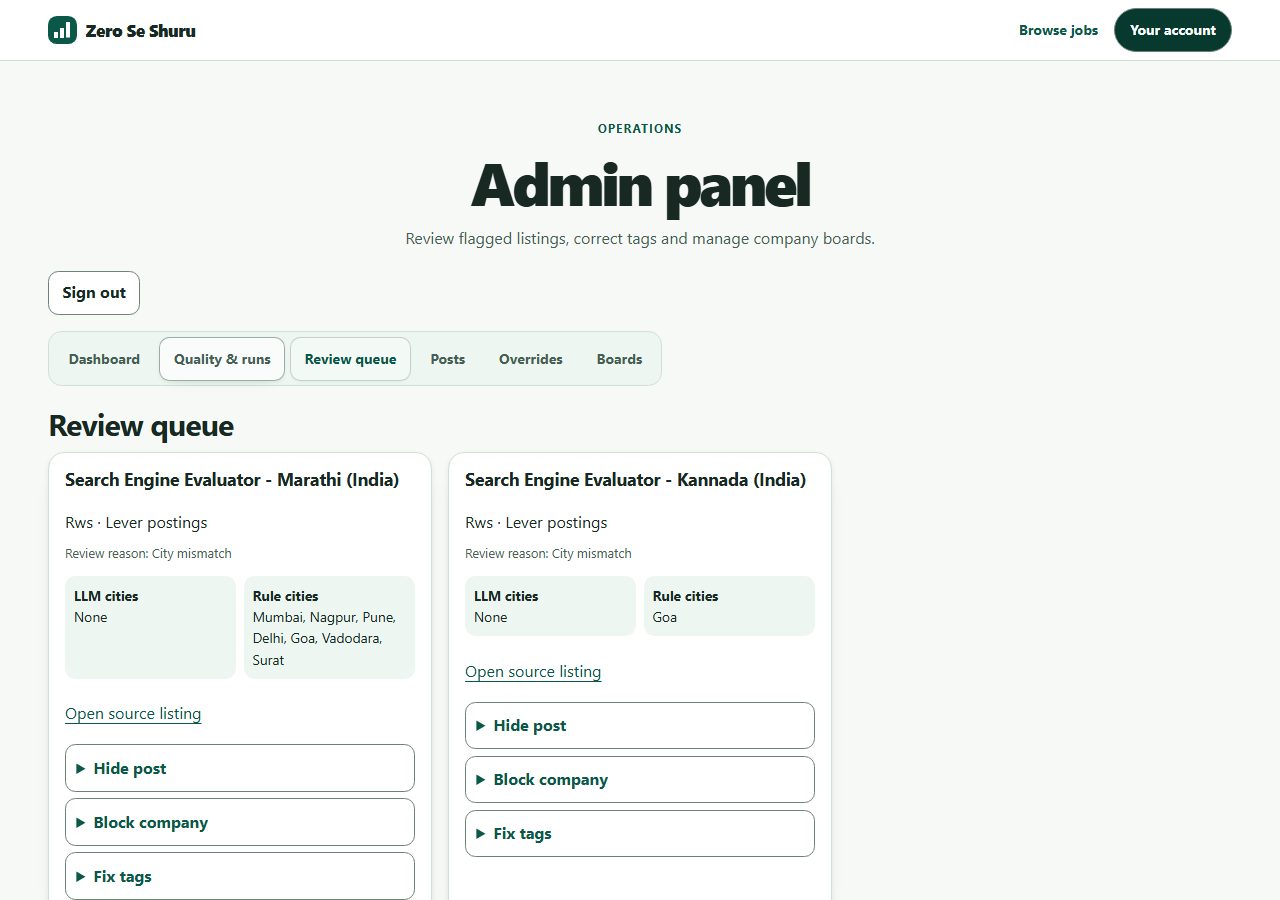 Zero Se Shuru
Browse jobs
Your account
OPERATIONS
Admin panel
Review flagged listings, correct tags and manage company boards.
Sign out
Dashboard
Quality & runs
Review queue
Posts
Overrides
Boards
Review queue
Search Engine Evaluator - Marathi (India)
Rws · Lever postings
Review reason: City mismatch
LLM cities
None
Rule cities
Mumbai, Nagpur, Pune,
Delhi, Goa, Vadodara,
Surat
Open source listing
Hide post
Block company
Fix tags
Search Engine Evaluator - Kannada (India)
Rws · Lever postings
Review reason: City mismatch
LLM cities
None
Rule cities
Goa
Open source listing
Hide post
Block company
Fix tags